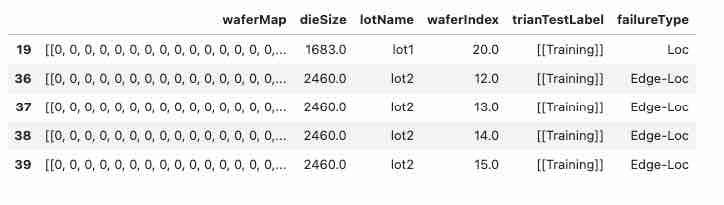 waferMap dieSize lotName waferIndex trianTestLabel failureType
19 [[0, 0, 0, 0, 0, 0, 0, 0, 0, 0, 0, 0, 0, 0, 0,... 1683.0 lot1 20.0 [[Training]] Loc
36 [[0, 0, 0, 0, 0, 0, 0, 0, 0, 0, 0, 0, 0, 0, 0,... 2460.0 lot2 12.0 [[Training]] Edge-Loc
37 [[0, 0, 0, 0, 0, 0, 0, 0, 0, 0, 0, 0, 0, 0, 0,... 2460.0 lot2 13.0 [[Training]] Edge-Loc
38 [[0, 0, 0, 0, 0, 0, 0, 0, 0, 0, 0, 0, 0, 0, 0,... 2460.0 lot2 14.0 [[Training]] Edge-Loc
39 [[0, 0, 0, 0, 0, 0, 0, 0, 0, 0, 0, 0, 0, 0, 0,... 2460.0 lot2 15.0 [[Training]] Edge-Loc